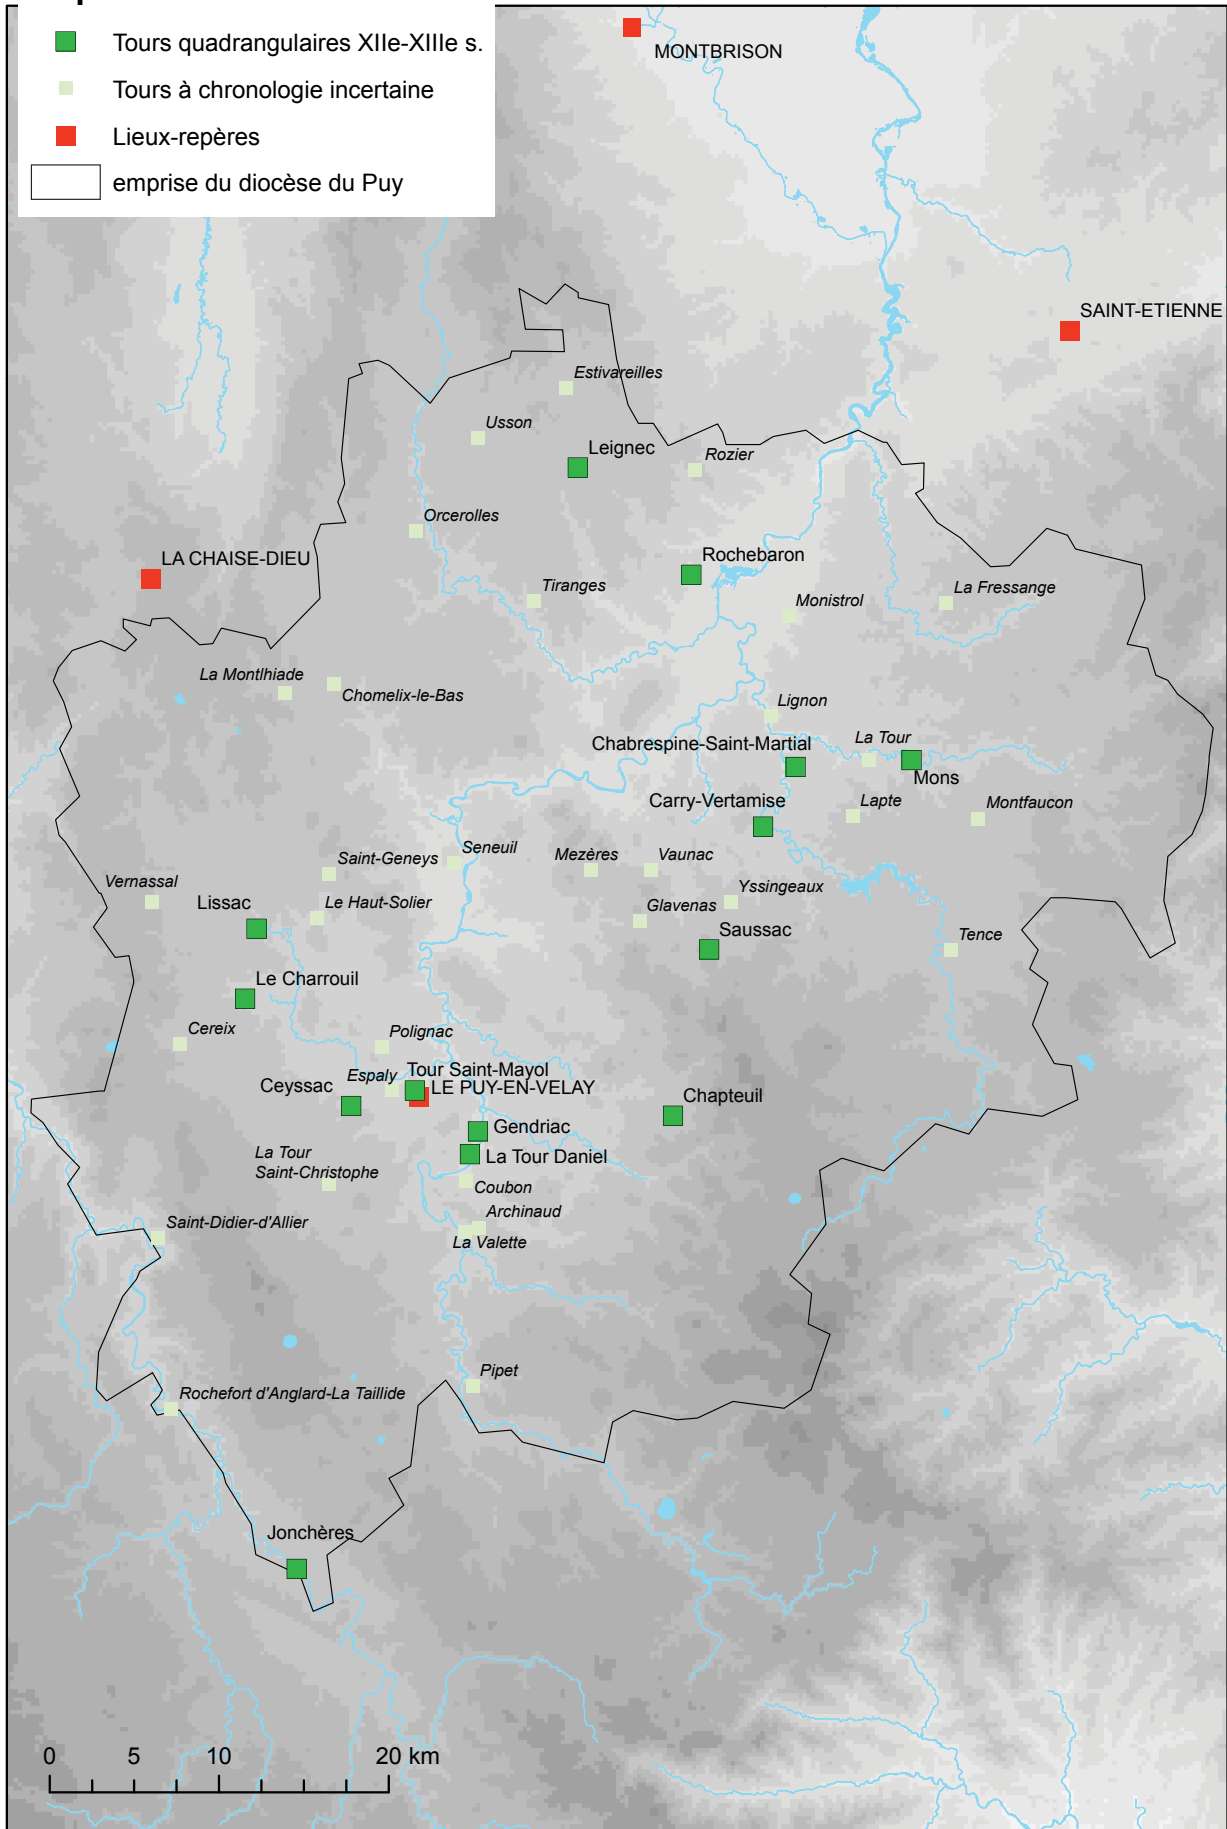 Tours quadrangulaires XIIe-XIIIe s.
Tours à chronologie incertaine
Lieux-repères
emprise du diocèse du Puy
MONTBRISON
SAINT-ETIENNE
Estivareilles
Usson
Leignec
Rozier
Orcerolles
LA CHAISE-DIEU
Rochebaron
La Fressange
Tiranges
Monistrol
La Montlhiade
Chomelix-le-Bas
Lignon
Chabrespine-Saint-Martial
La Tour
Mons
Carry-Vertamise
Lapte
Montfaucon
Saint-Geneys
Seneuil
Mezères
Vaunac
Vernassal
Lissac
Le Haut-Solier
Yssingeaux
Glavenas
Saussac
Tence
Le Charrouil
Cereix
Polignac
Espaly
Tour Saint-Mayol
Ceyssac
LE PUY-EN-VELAY
Chapteuil
Gendriac
La Tour
Saint-Christophe
La Tour Daniel
Coubon
Archinaud
Saint-Didier-d'Allier
La Valette
Pipet
Rochefort d'Anglard-La Taillide
Jonchères
0 5 10 20 km